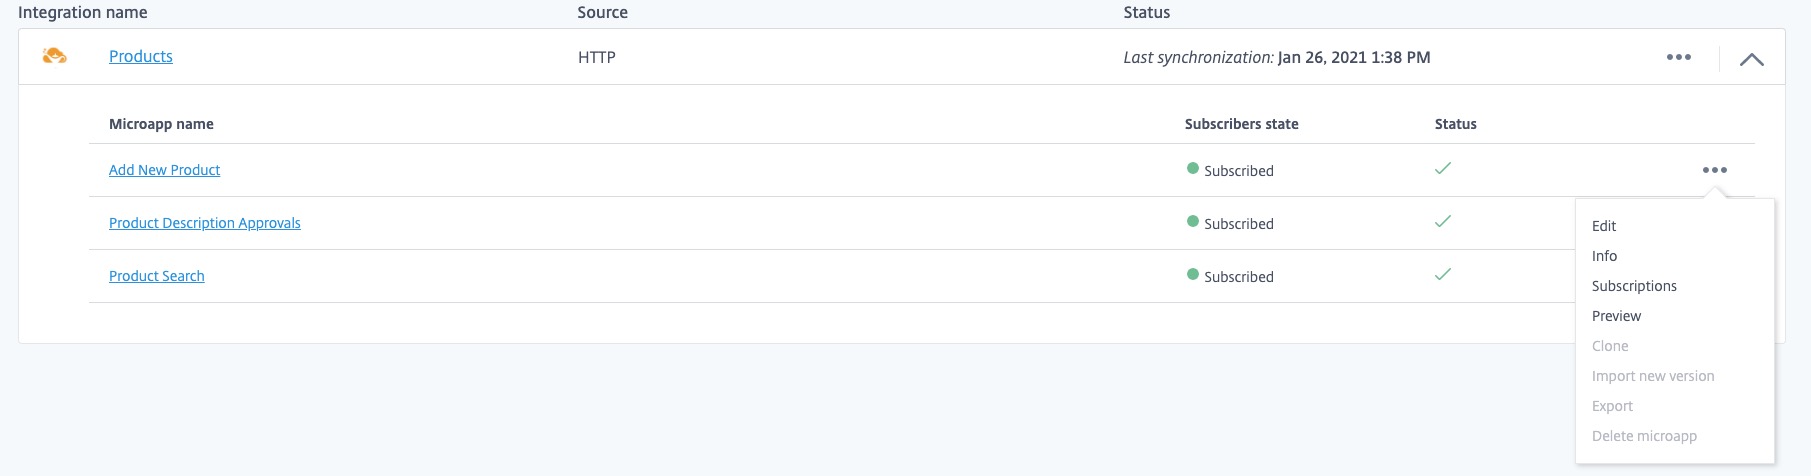 Integration name Source Status
Products HTTP Last synchronization: Jan 26, 2021 1:38 PM
Microapp name Subscribers state Status
Add New Product Subscribed
Product Description Approvals Subscribed
Product Search Subscribed
Edit
Info
Subscriptions
Preview
Clone
Import new version
Export
Delete microapp